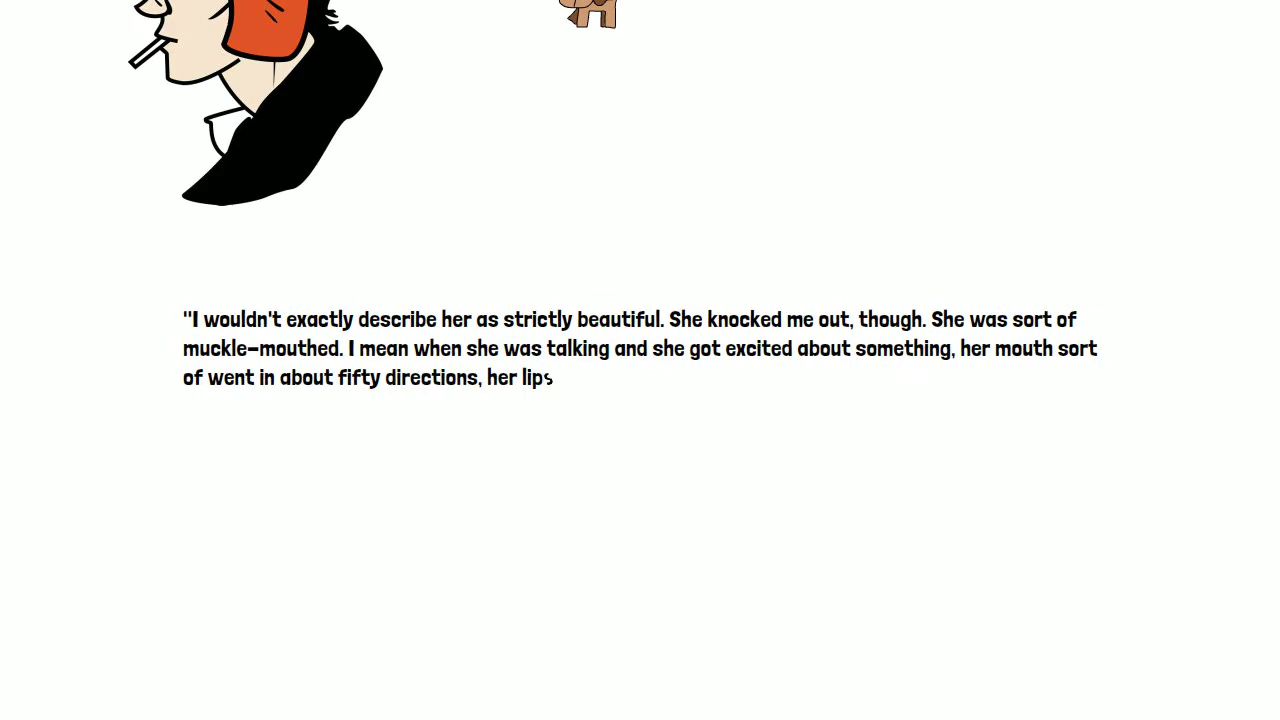 "I wouldn't exactly describe her as strictly beautiful. She knocked me out, though. She was sort of
muckle-mouthed. I mean when she was talking and she got excited about something, her mouth sort
of went in about fifty directions, her lips